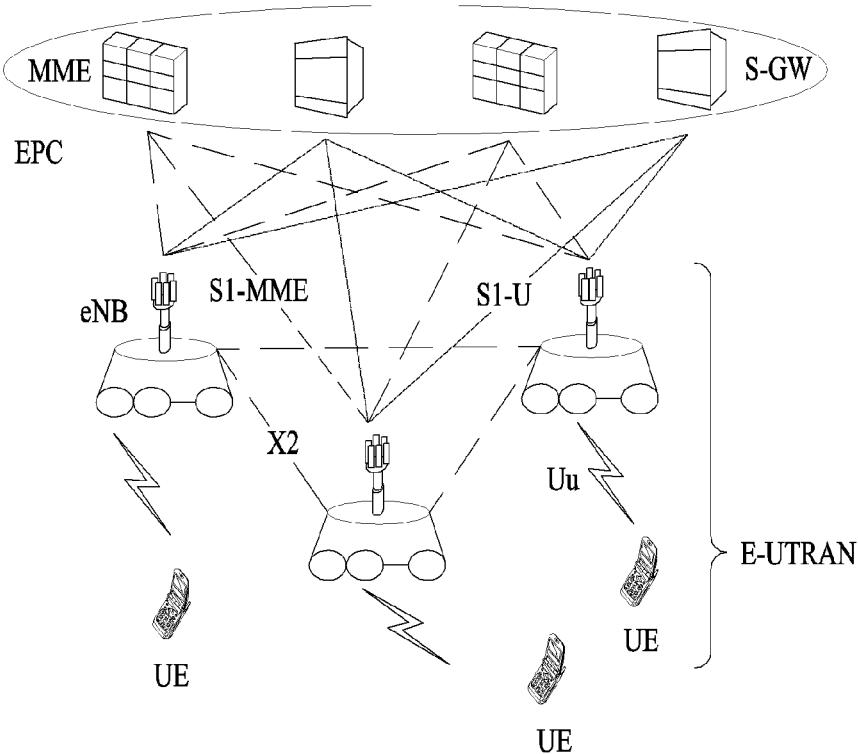 MME
S-GW
EPC
S1-MME
S1-U
eNB
X2
Uu
E-UTRAN
UE
UE
UE